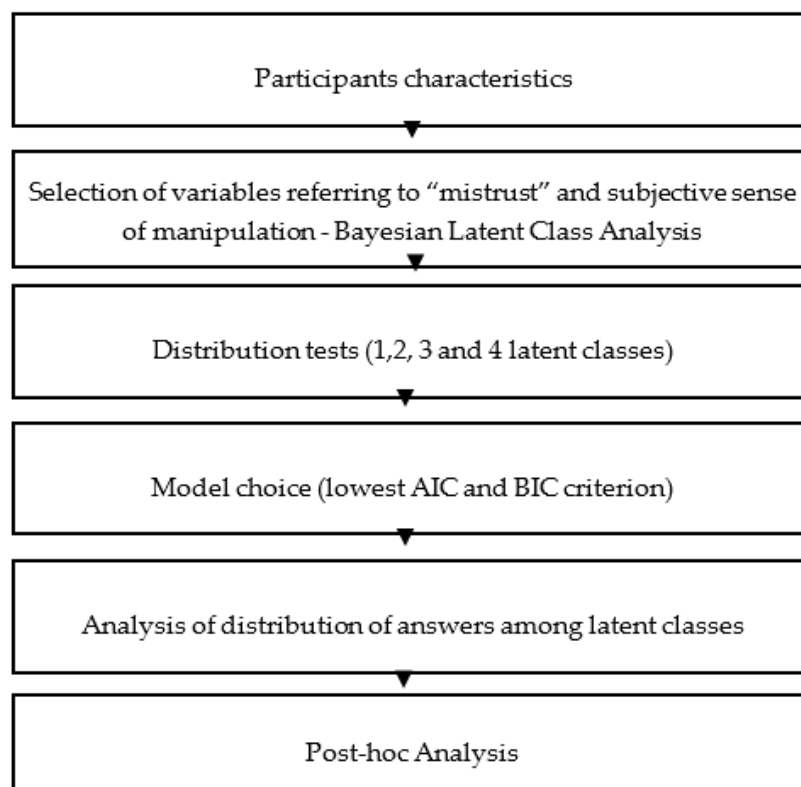 Participants characteristics
Selection of variables referring to “mistrust” and subjective sense
of manipulation - Bayesian Latent Class Analysis
Distribution tests (1,2, 3 and 4 latent classes)
Model choice (lowest AIC and BIC criterion)
Analysis of distribution of answers among latent classes
Post-hoc Analysis